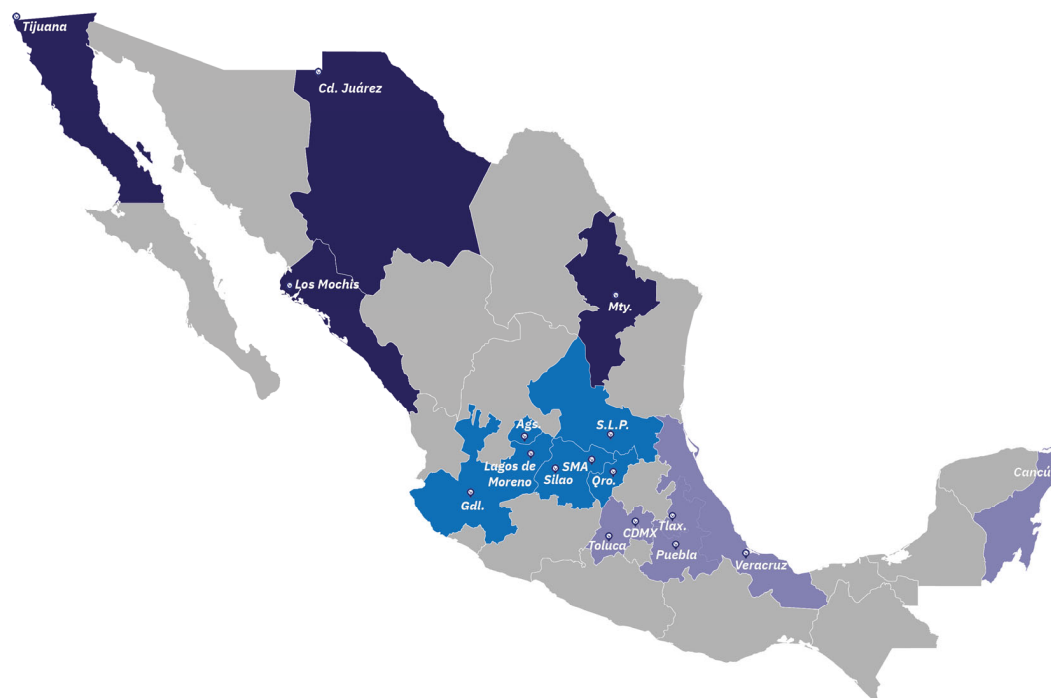 Tijuana
Cd. Juárez
Los Mochis
Mty.
Ags.
S.L.P.
Lagos de
Moreno
SMA
Silao
Qro.
Gdl.
CDMX
Tlax.
Toluca
Puebla
Veracruz
Cancú